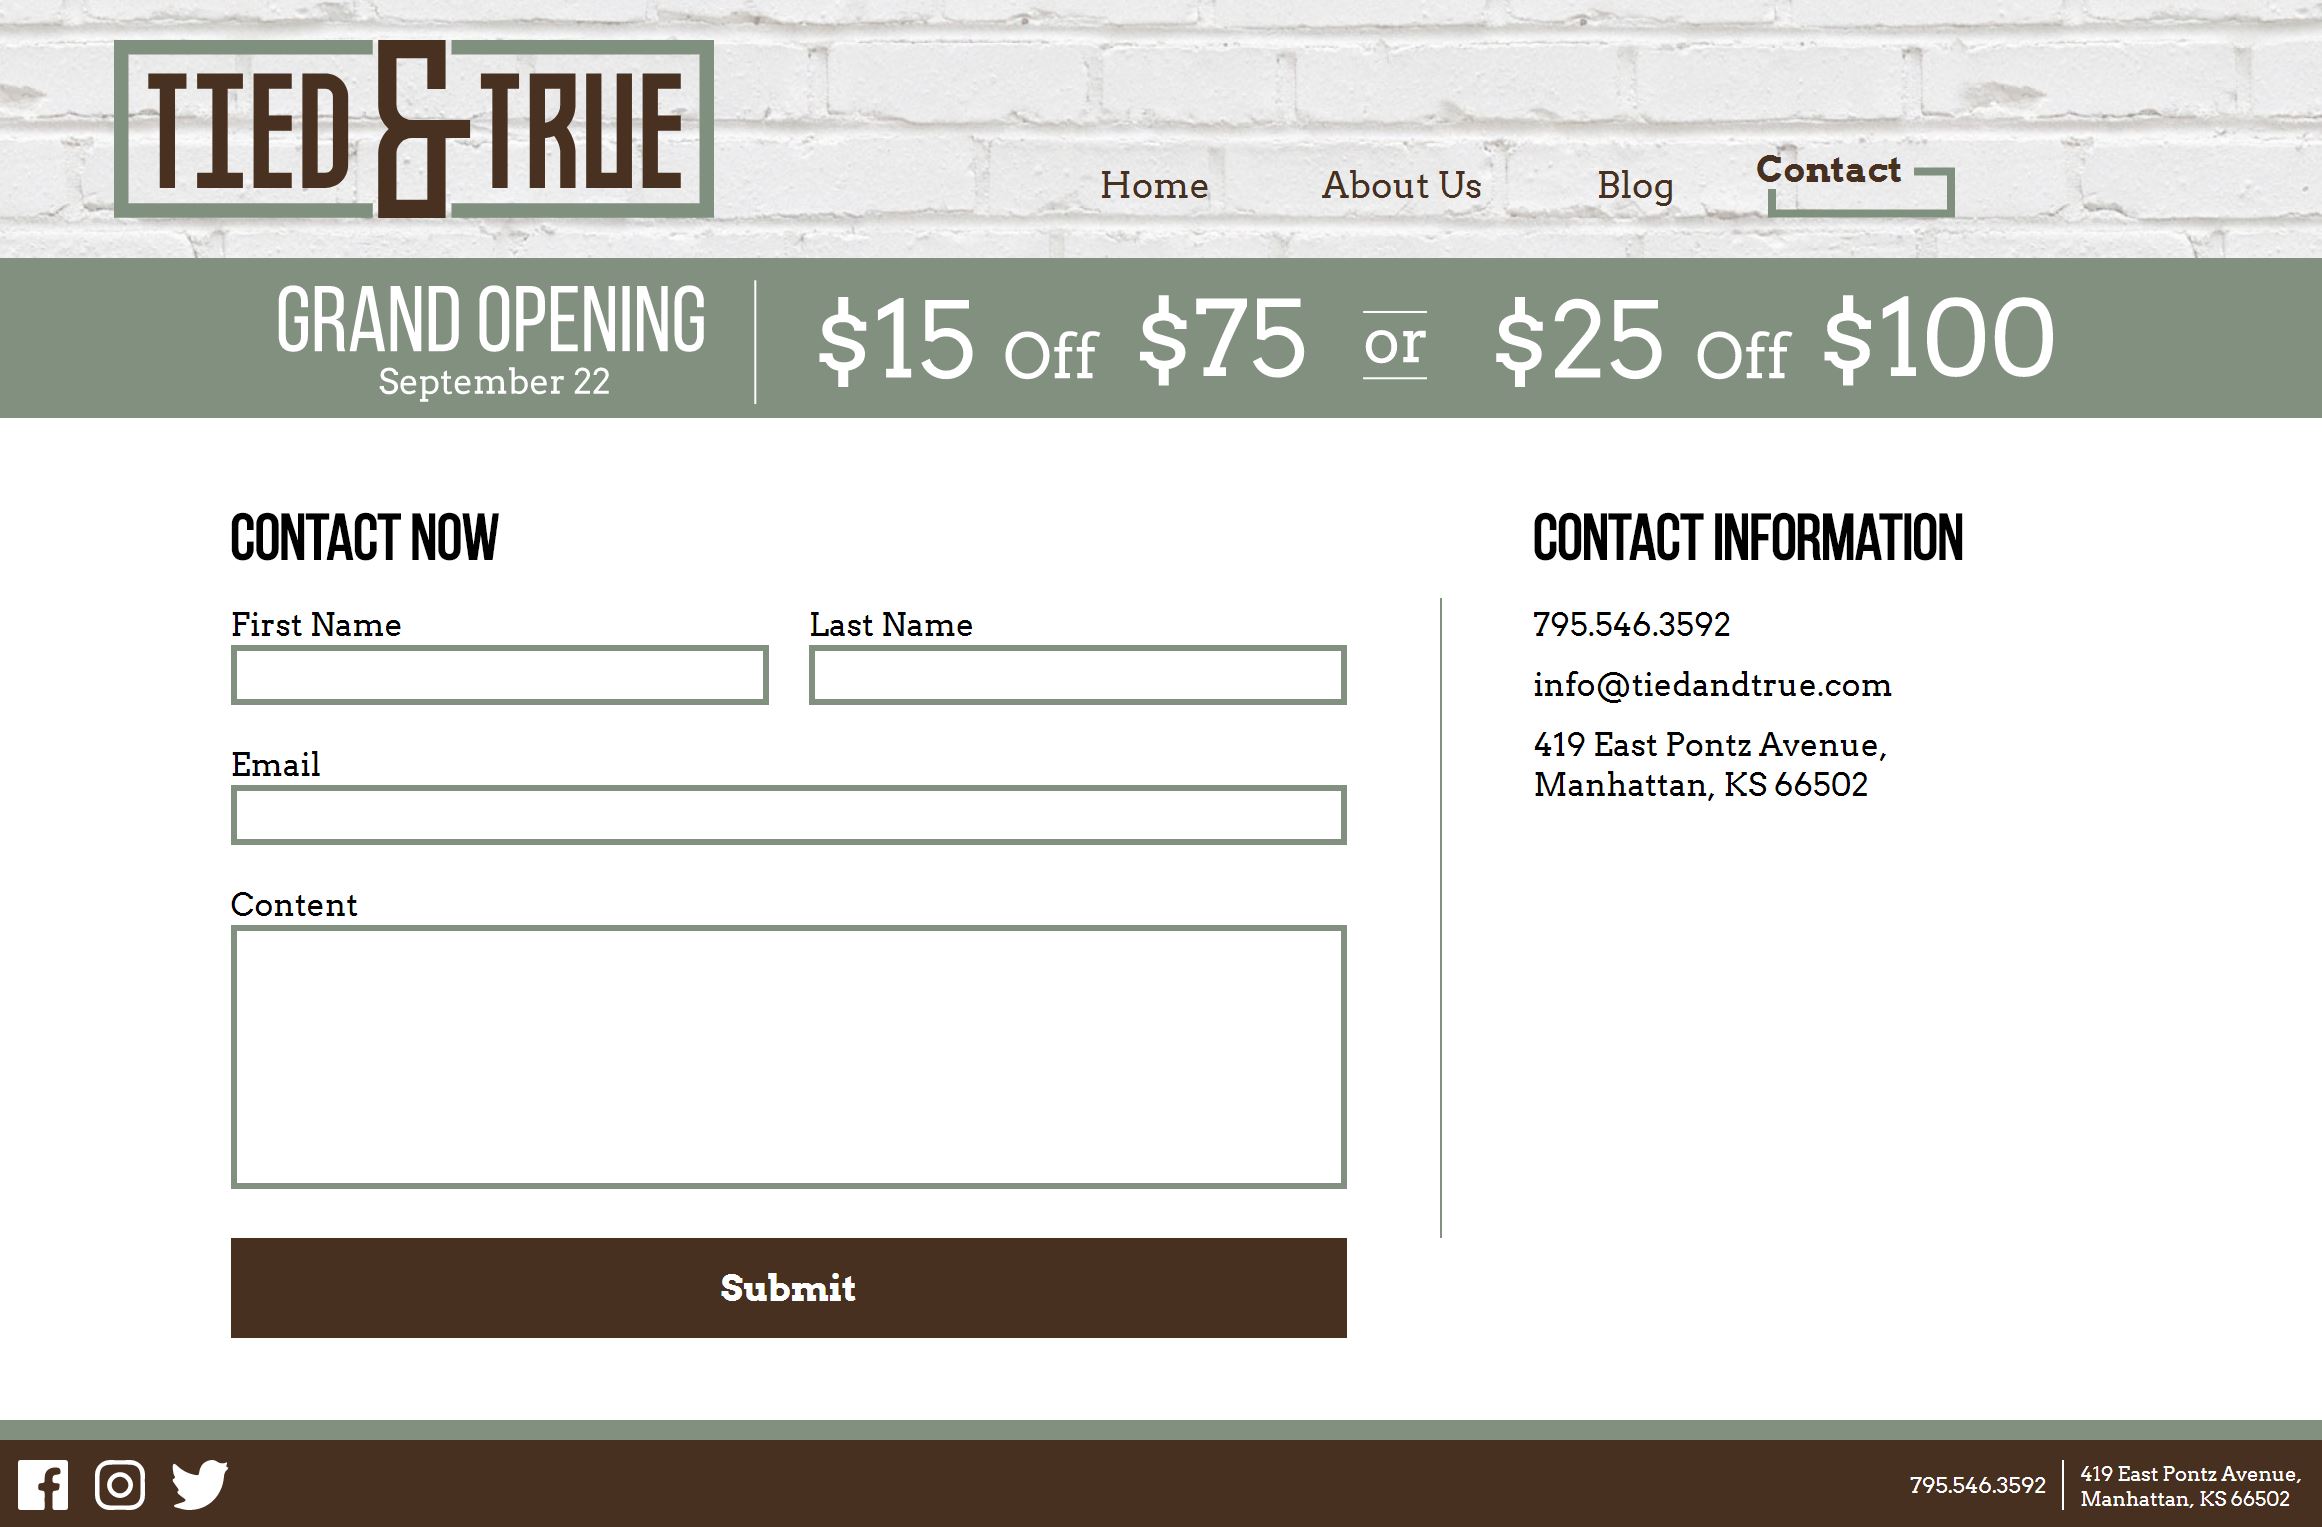 TIED & TRUE
Home About Us Blog Contact
GRAND OPENING
September 22
$15 Off $75 or $25 Off $100
CONTACT NOW
First Name
Last Name
Email
Content
Submit
CONTACT INFORMATION
795.546.3592
info@tiedandtrue.com
419 East Pontz Avenue,
Manhattan, KS 66502
795.546.3592
419 East Pontz Avenue,
Manhattan, KS 66502